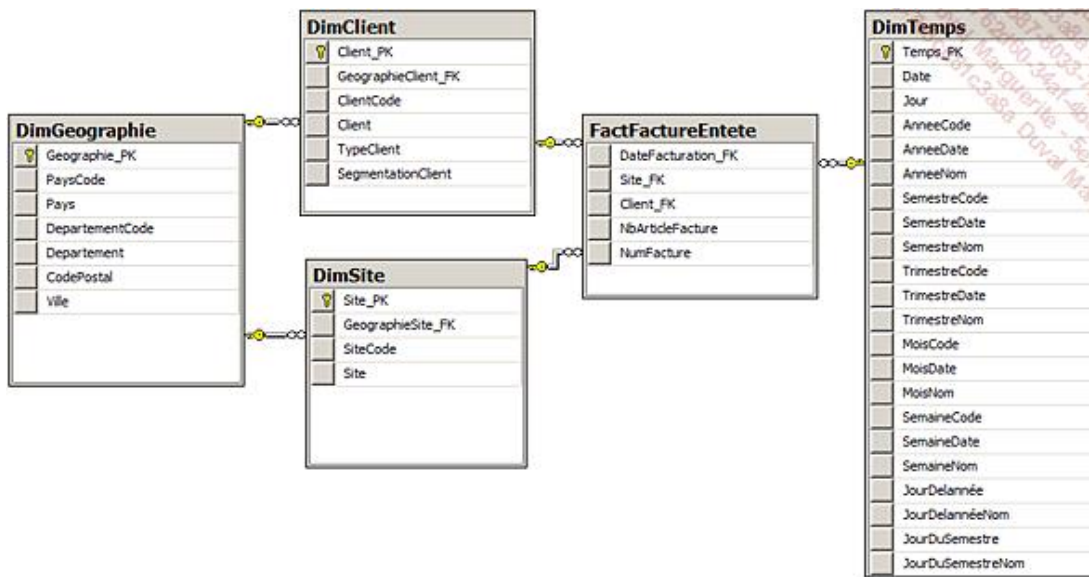 DimGeographie
Geographie_PK
PaysCode
Pays
DepartementCode
Departement
CodePostal
Ville
DimClient
Client_PK
GeographieClient_FK
ClientCode
Client
TypeClient
SegmentationClient
DimSite
Site_PK
GeographieSite_FK
SiteCode
Site
FactFactureEntete
DateFacturation_FK
Site_FK
Client_FK
NbArticleFacture
NumFacture
DimTemps
Temps_PK
Date
Jour
AnneeCode
AnneeDate
AnneeNom
SemestreCode
SemestreDate
SemestreNom
TrimestreCode
TrimestreDate
TrimestreNom
MoisCode
MoisDate
MoisNom
SemaineCode
SemaineDate
SemaineNom
JourDelannée
JourDelannéeNom
JourDuSemestre
JourDuSemestreNom